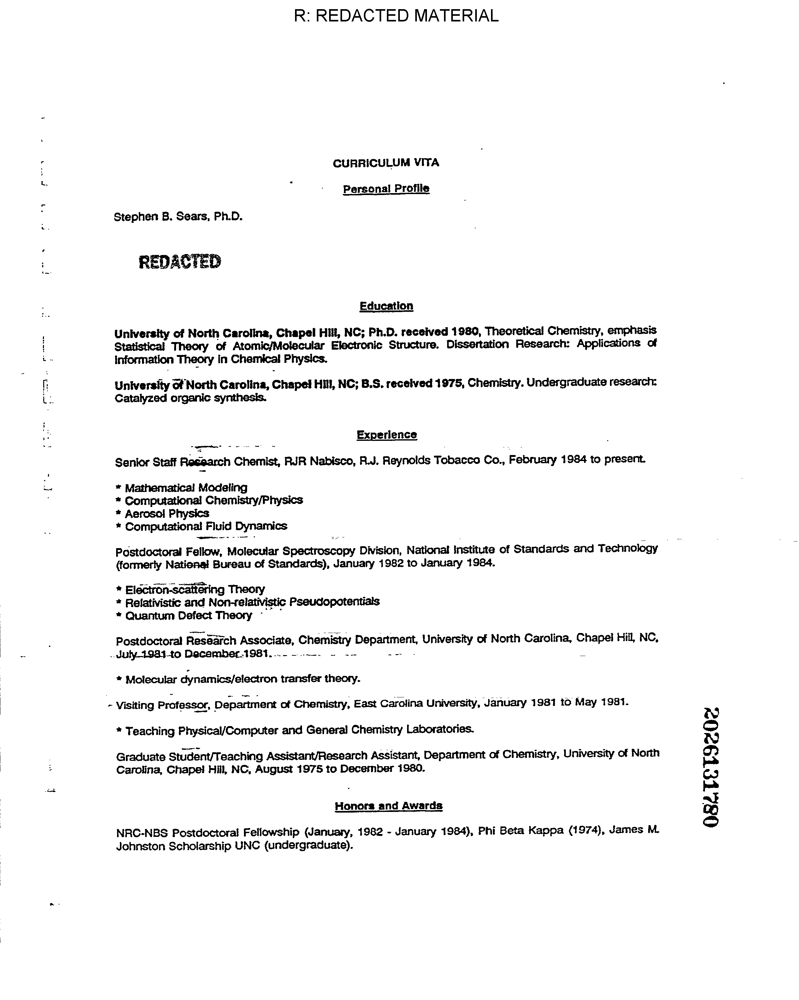 R: REDACTED MATERIAL
CURRICULUM VITA
Personal Profile
Stephen B. Sears, Ph.D.
REDACTED
Education
University of North Carolina, Chapel Hill, NC; Ph.D. received 1980, Theoretical Chemistry, emphasis
Statistical Theory of Atomic/Molecular Electronic Structure. Dissertation Research: Applications of
Information Theory in Chemical Physics.
University of North Carolina, Chapel Hill, NC; B.S. received 1975, Chemistry. Undergraduate research:
Catalyzed organic synthesis.
Experience
Senior Staff Research Chemist, RJR Nabisco, R.J. Reynolds Tobacco Co., February 1984 to present.
* Mathematical Modeling
* Computational Chemistry/Physics
* Aerosol Physics
* Computational Fluid Dynamics
Postdoctoral Fellow, Molecular Spectroscopy Division, National Institute of Standards and Technology
(formerly National Bureau of Standards), January 1982 to January 1984.
* Electron-scattering Theory
* Relativistic and Non-relativistic Pseudopotentials
* Quantum Defect Theory
Postdoctoral Research Associate, Chemistry Department, University of North Carolina, Chapel Hill, NC,
July 1981 to December 1981.
* Molecular dynamics/electron transfer theory.
Visiting Professor, Department of Chemistry, East Carolina University, January 1981 to May 1981.
* Teaching Physical/Computer and General Chemistry Laboratories.
Graduate Student/Teaching Assistant/Research Assistant, Department of Chemistry, University of North
Carolina, Chapel Hill, NC, August 1975 to December 1980.
Honors and Awards
NRC-NBS Postdoctoral Fellowship (January, 1982 - January 1984), Phi Beta Kappa (1974), James M.
Johnston Scholarship UNC (undergraduate).
2026131780